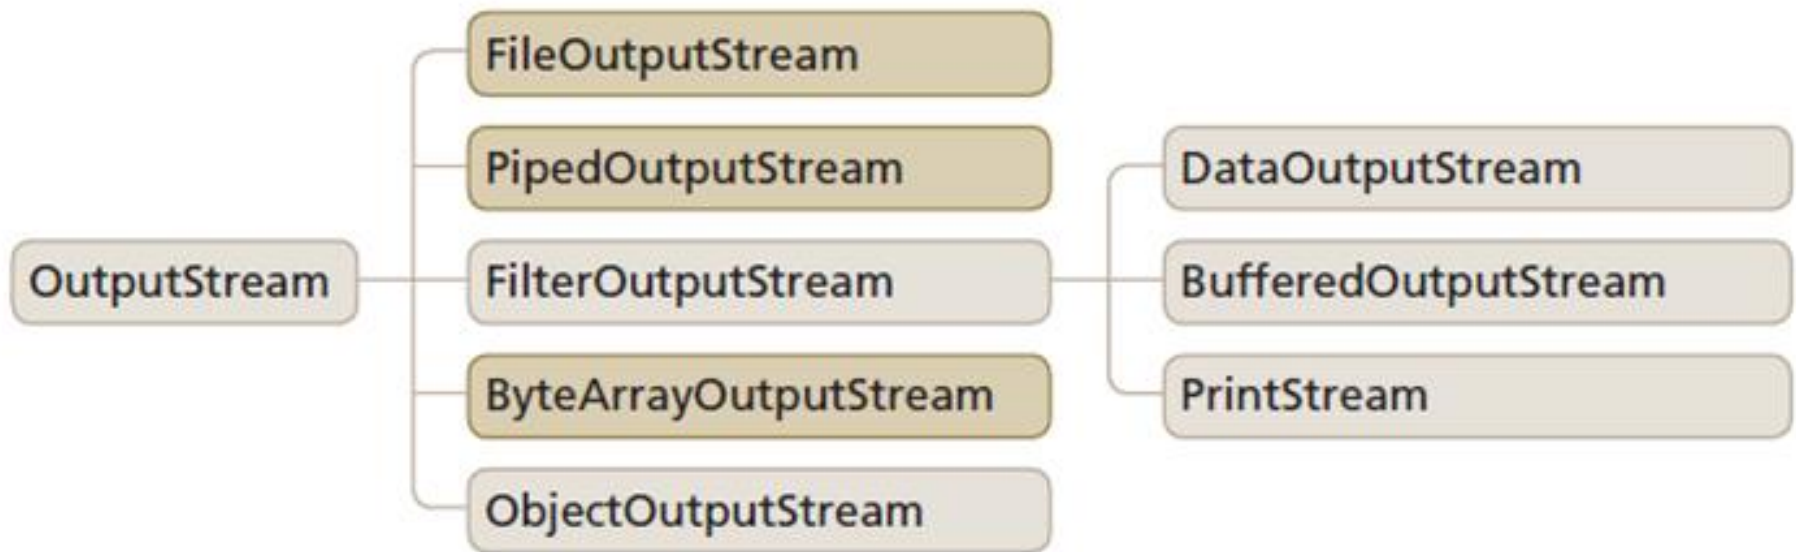 OutputStream
FileOutputStream
PipedOutputStream
FilterOutputStream
ByteArrayOutputStream
ObjectOutputStream
DataOutputStream
BufferedOutputStream
PrintStream